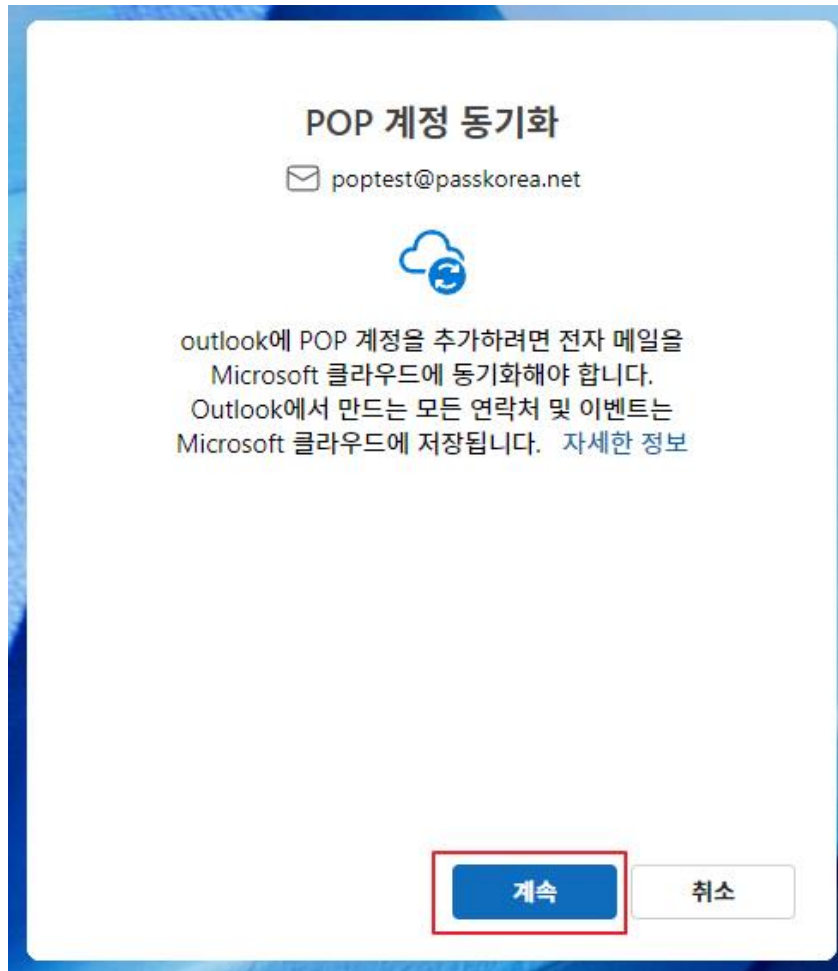 POP 계정 동기화
poptest@passkorea.net
outlook에 POP 계정을 추가하려면 전자 메일을
Microsoft 클라우드에 동기화해야 합니다.
Outlook에서 만드는 모든 연락처 및 이벤트는
Microsoft 클라우드에 저장됩니다. 자세한 정보
계속 취소